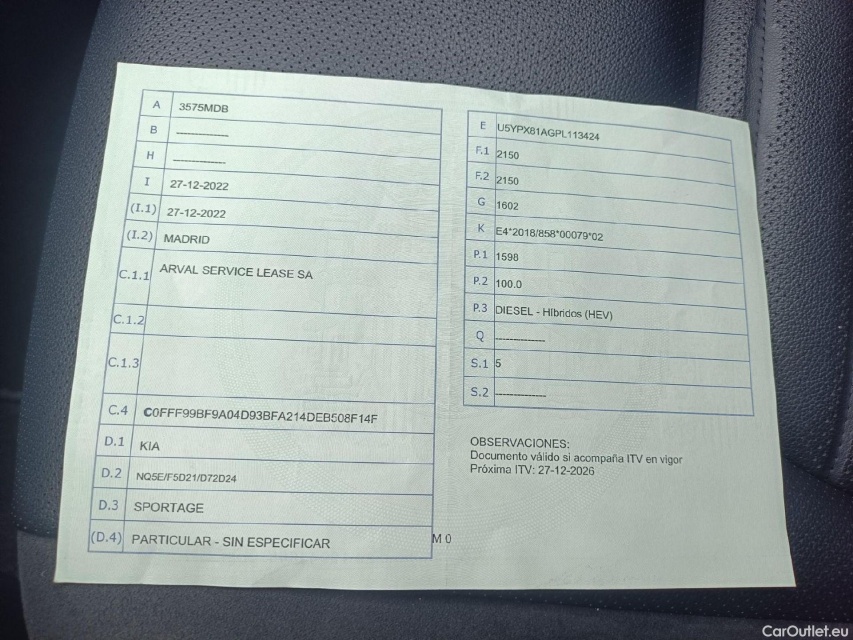 A 3575MDB
B --------------
H --------------
I 27-12-2022
(I.1) 27-12-2022
(I.2) MADRID
C.1.1 ARVAL SERVICE LEASE SA
C.1.2
C.1.3
C.4 C0FFF99BF9A04D93BFA214DEB508F14F
D.1 KIA
D.2 NQ5E/F5D21/D72D24
D.3 SPORTAGE
(D.4) PARTICULAR - SIN ESPECIFICAR
M 0
E U5YPX81AGPL113424
F.1 2150
F.2 2150
G 1602
K E4*2018/858*00079*02
P.1 1598
P.2 100.0
P.3 DIESEL - Híbridos (HEV)
Q --------------
S.1 5
S.2 --------------
OBSERVACIONES:
Documento válido si acompaña ITV en vigor
Próxima ITV: 27-12-2026
CarOutlet.eu